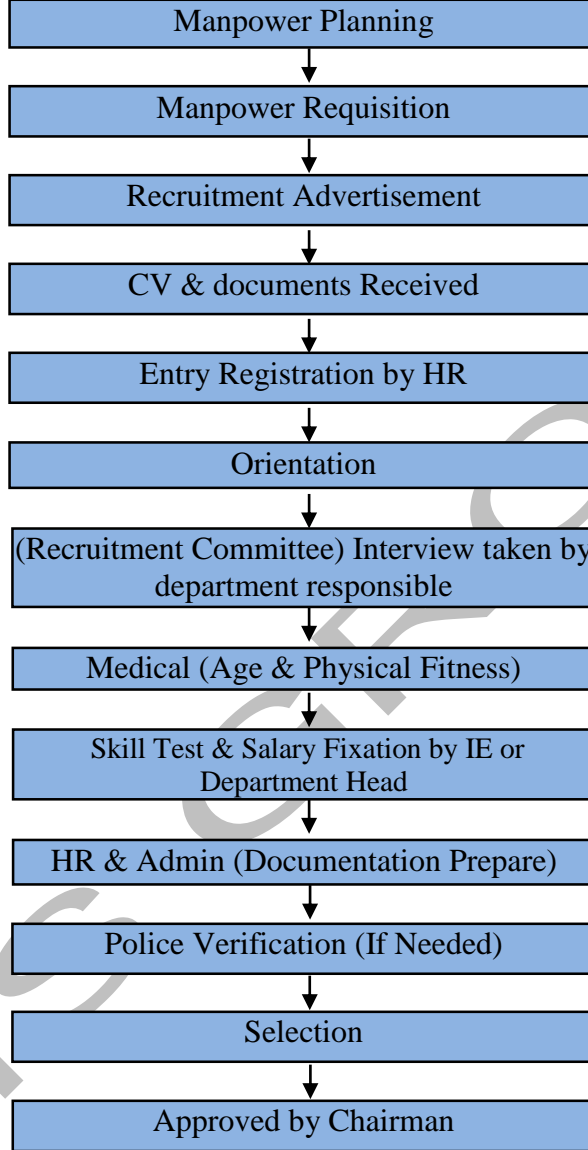 Manpower Planning
Manpower Requisition
Recruitment Advertisement
CV & documents Received
Entry Registration by HR
Orientation
(Recruitment Committee) Interview taken by
department responsible
Medical (Age & Physical Fitness)
Skill Test & Salary Fixation by IE or
Department Head
HR & Admin (Documentation Prepare)
Police Verification (If Needed)
Selection
Approved by Chairman